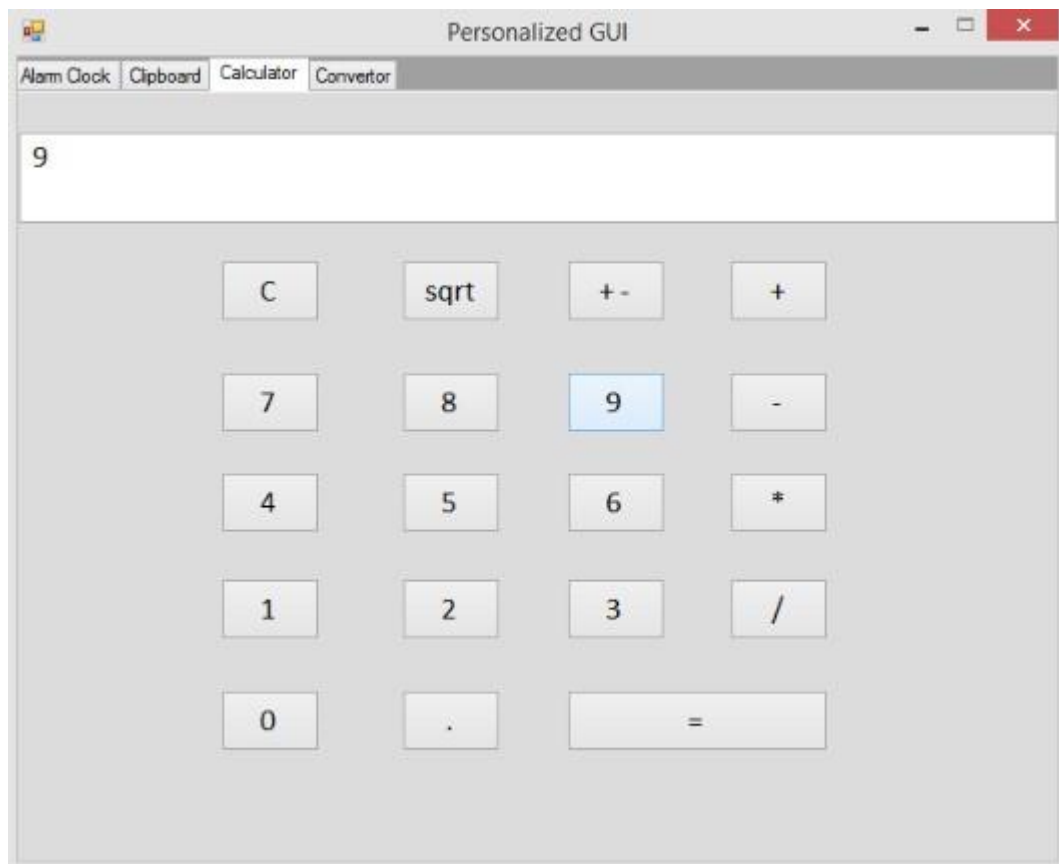 Personalized GUI
Alarm Clock Clipboard Calculator Convertor
9
C sqrt + - +
7 8 9 -
4 5 6 *
1 2 3 /
0 . =